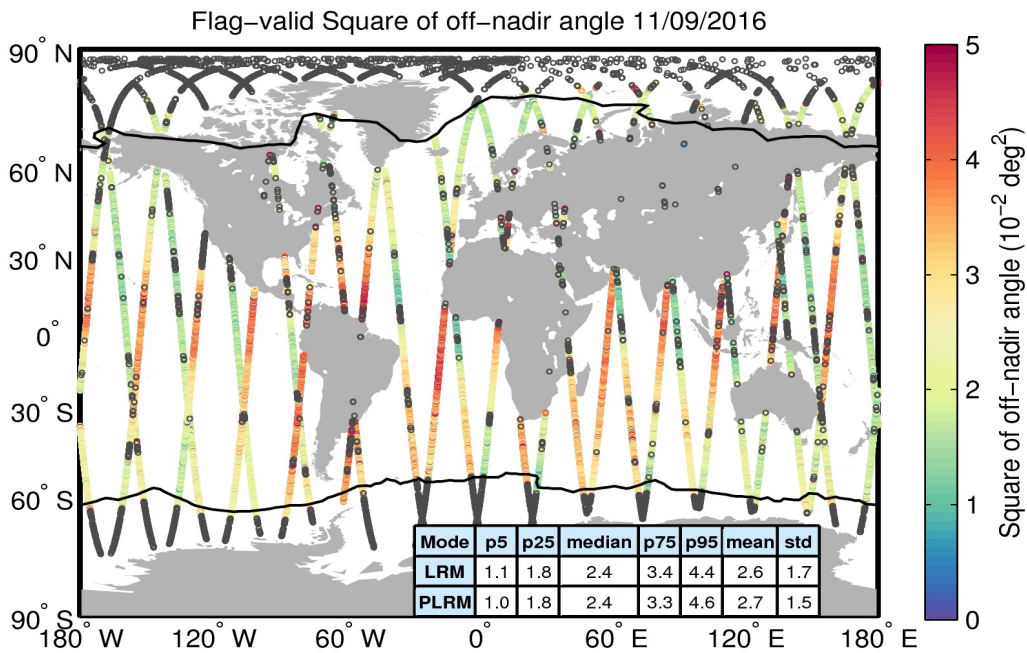 Flag−valid Square of off−nadir angle 11/09/2016
90° N
60° N
30° N
0°
30° S
60° S
90° S
180° W
120° W
60° W
0°
60° E
120° E
180° E
Mode p5 p25 median p75 p95 mean std
LRM 1.1 1.8 2.4 3.4 4.4 2.6 1.7
PLRM 1.0 1.8 2.4 3.3 4.6 2.7 1.5
5
4
3
2
1
0
Square of off−nadir angle (10⁻² deg²)